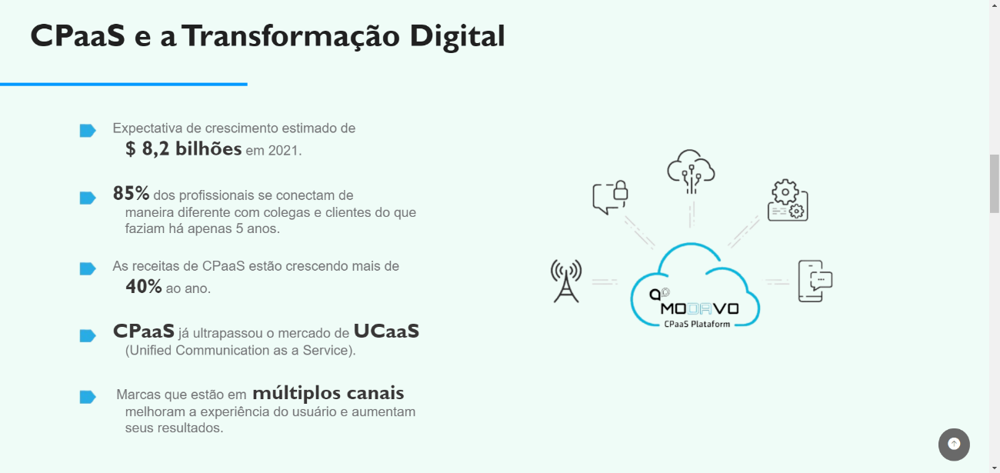 CPaaS e a Transformação Digital
Expectativa de crescimento estimado de
$ 8,2 bilhões em 2021.
85% dos profissionais se conectam de
maneira diferente com colegas e clientes do que
faziam há apenas 5 anos.
As receitas de CPaaS estão crescendo mais de
40% ao ano.
CPaaS já ultrapassou o mercado de UCaaS
(Unified Communication as a Service).
Marcas que estão em múltiplos canais
melhoram a experiência do usuário e aumentam
seus resultados.
MODAVO
CPaaS Plataform